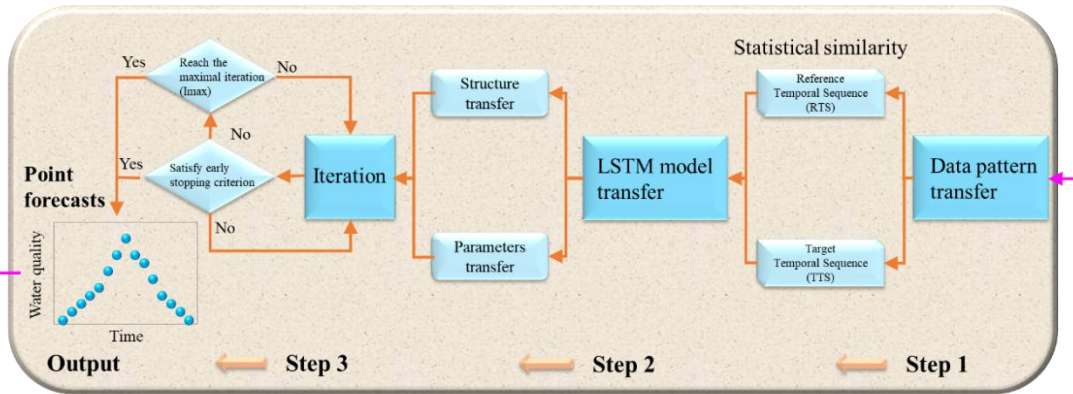 Statistical similarity
Yes
Reach the
maximal iteration
(Imax)
No
Structure
transfer
Reference
Temporal Sequence
(RTS)
No
Yes
Satisfy early
stopping criterion
Iteration
LSTM model
transfer
Data pattern
transfer
Point
forecasts
No
Parameters
transfer
Target
Temporal Sequence
(TTS)
Water quality
Time
Output
Step 3
Step 2
Step 1